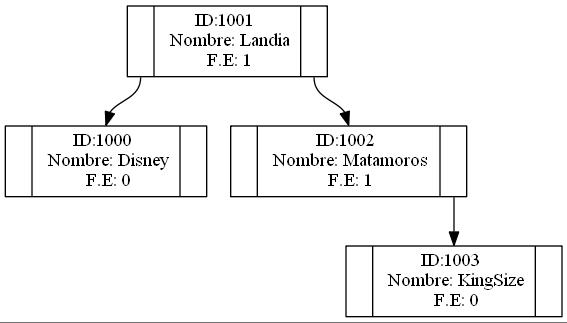 ID:1001
Nombre: Landia
F.E: 1
ID:1000
Nombre: Disney
F.E: 0
ID:1002
Nombre: Matamoros
F.E: 1
ID:1003
Nombre: KingSize
F.E: 0